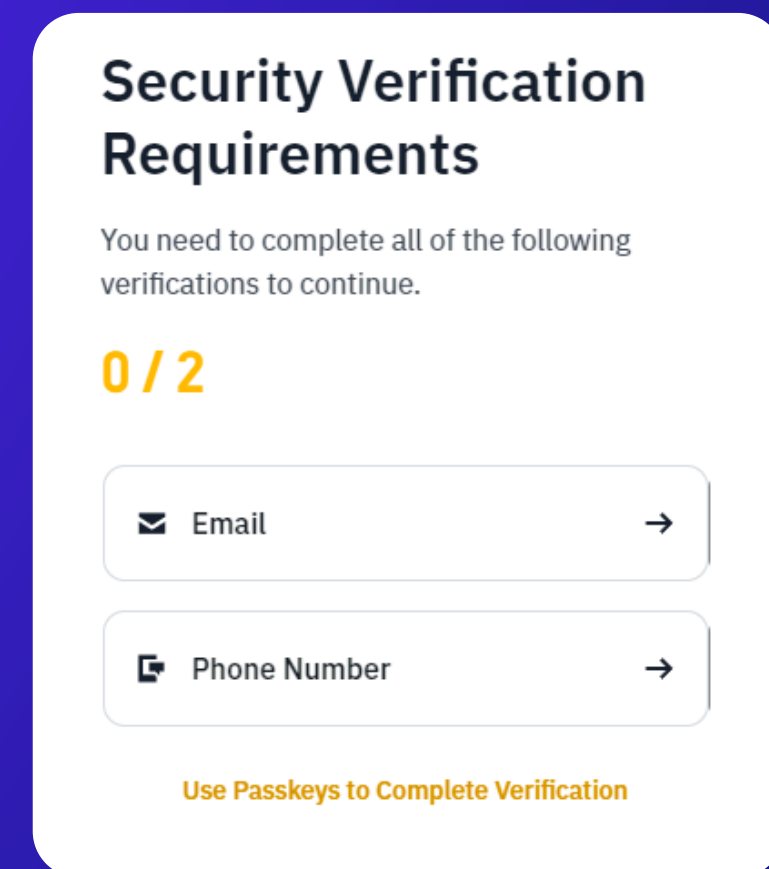 Security Verification
Requirements
You need to complete all of the following
verifications to continue.
0 / 2
Email
Phone Number
Use Passkeys to Complete Verification